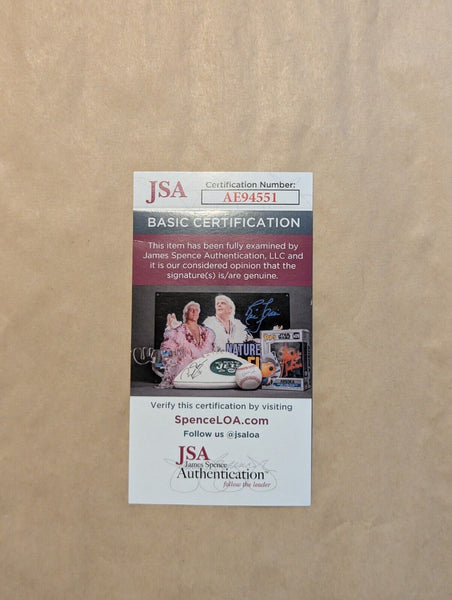 JSA
Certification Number:
AE94551
BASIC CERTIFICATION
This item has been fully examined by
James Spence Authentication, LLC and
it is our considered opinion that the
signature(s) is/are genuine.
NATURE
JETS
Verify this certification by visiting
SpenceLOA.com
Follow us @jsaloa
JSA
James Spence
Authentication™
follow the leader